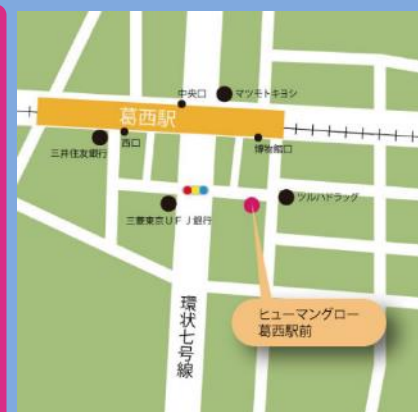 中央口
マツモトキヨシ
葛西駅
三井住友銀行
西口
博物館口
ツルハドラッグ
三菱東京UFJ銀行
環状七号線
ヒューマングロー
葛西駅前